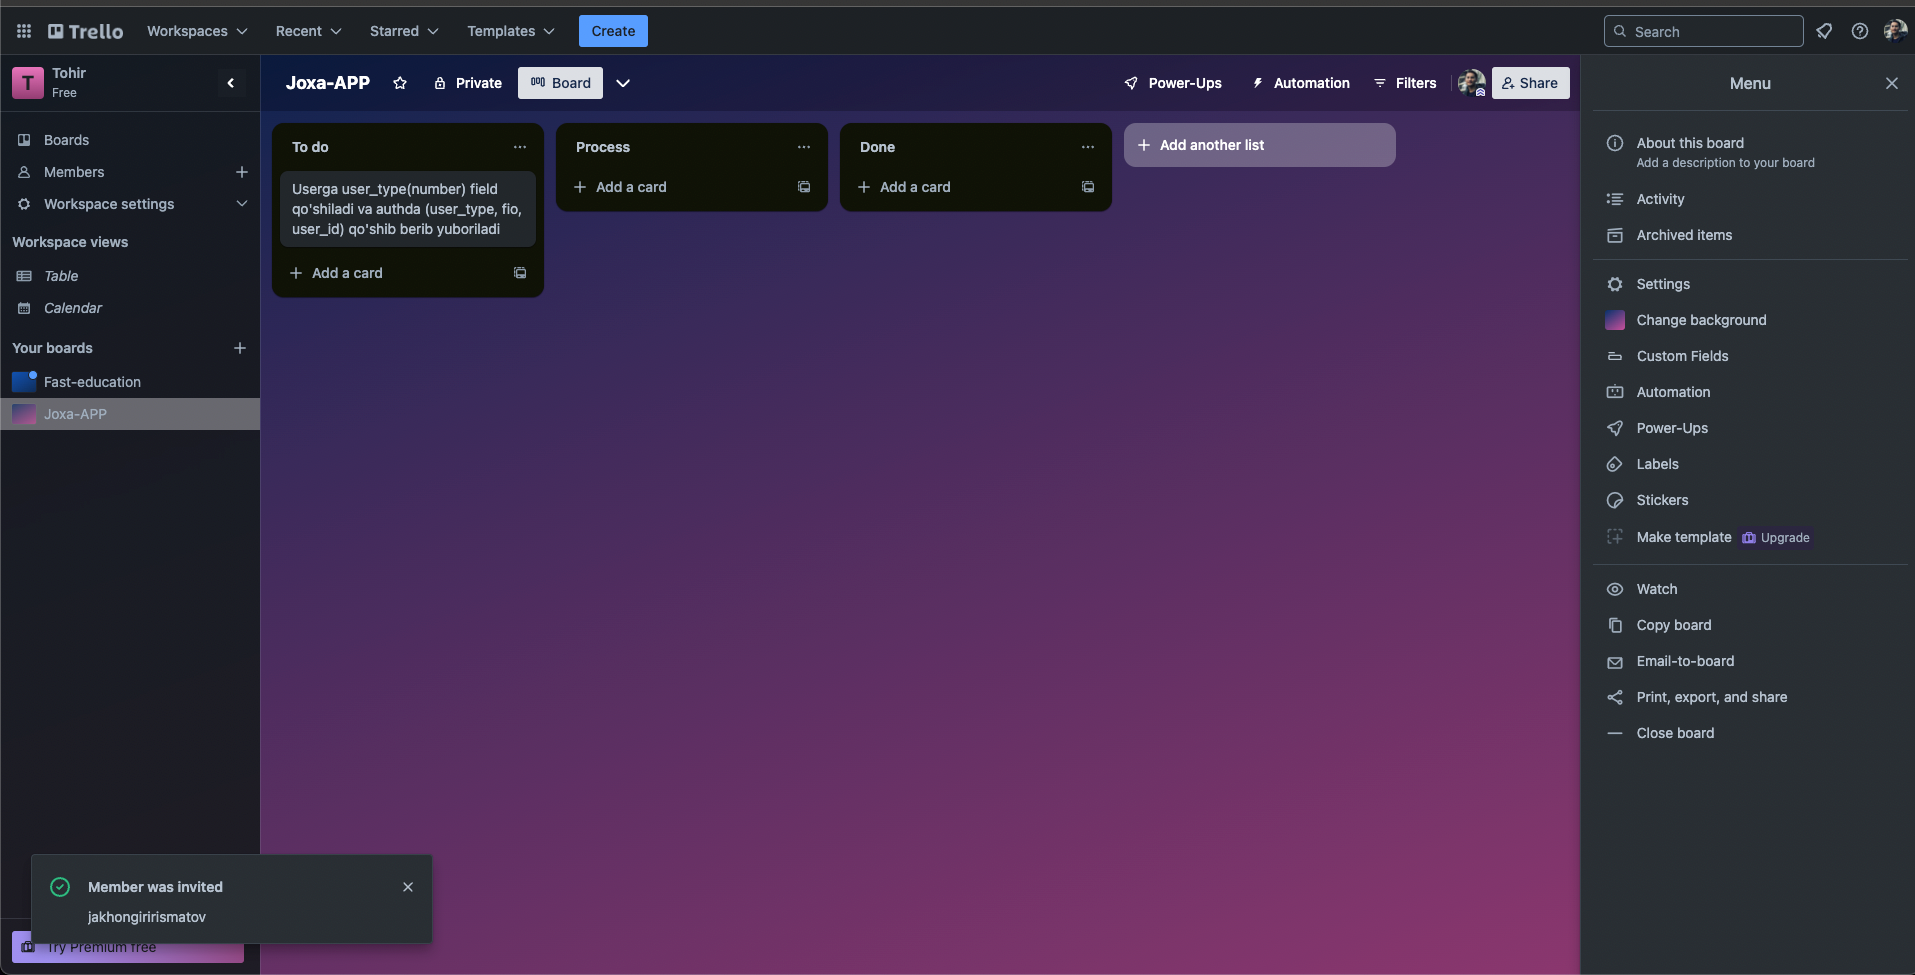 Trello
Workspaces
Recent
Starred
Templates
Create
Search
T
Tohir
Free
Boards
Members
Workspace settings
Workspace views
Table
Calendar
Your boards
Fast-education
Joxa-APP
Joxa-APP
Private
Board
Power-Ups
Automation
Filters
Share
To do
Userga user_type(number) field
qo'shiladi va authda (user_type, fio,
user_id) qo'shib berib yuboriladi
Add a card
Process
Add a card
Done
Add a card
Add another list
Menu
About this board
Add a description to your board
Activity
Archived items
Settings
Change background
Custom Fields
Automation
Power-Ups
Labels
Stickers
Make template
Upgrade
Watch
Copy board
Email-to-board
Print, export, and share
Close board
Member was invited
jakhongirirismatov
Try Premium free